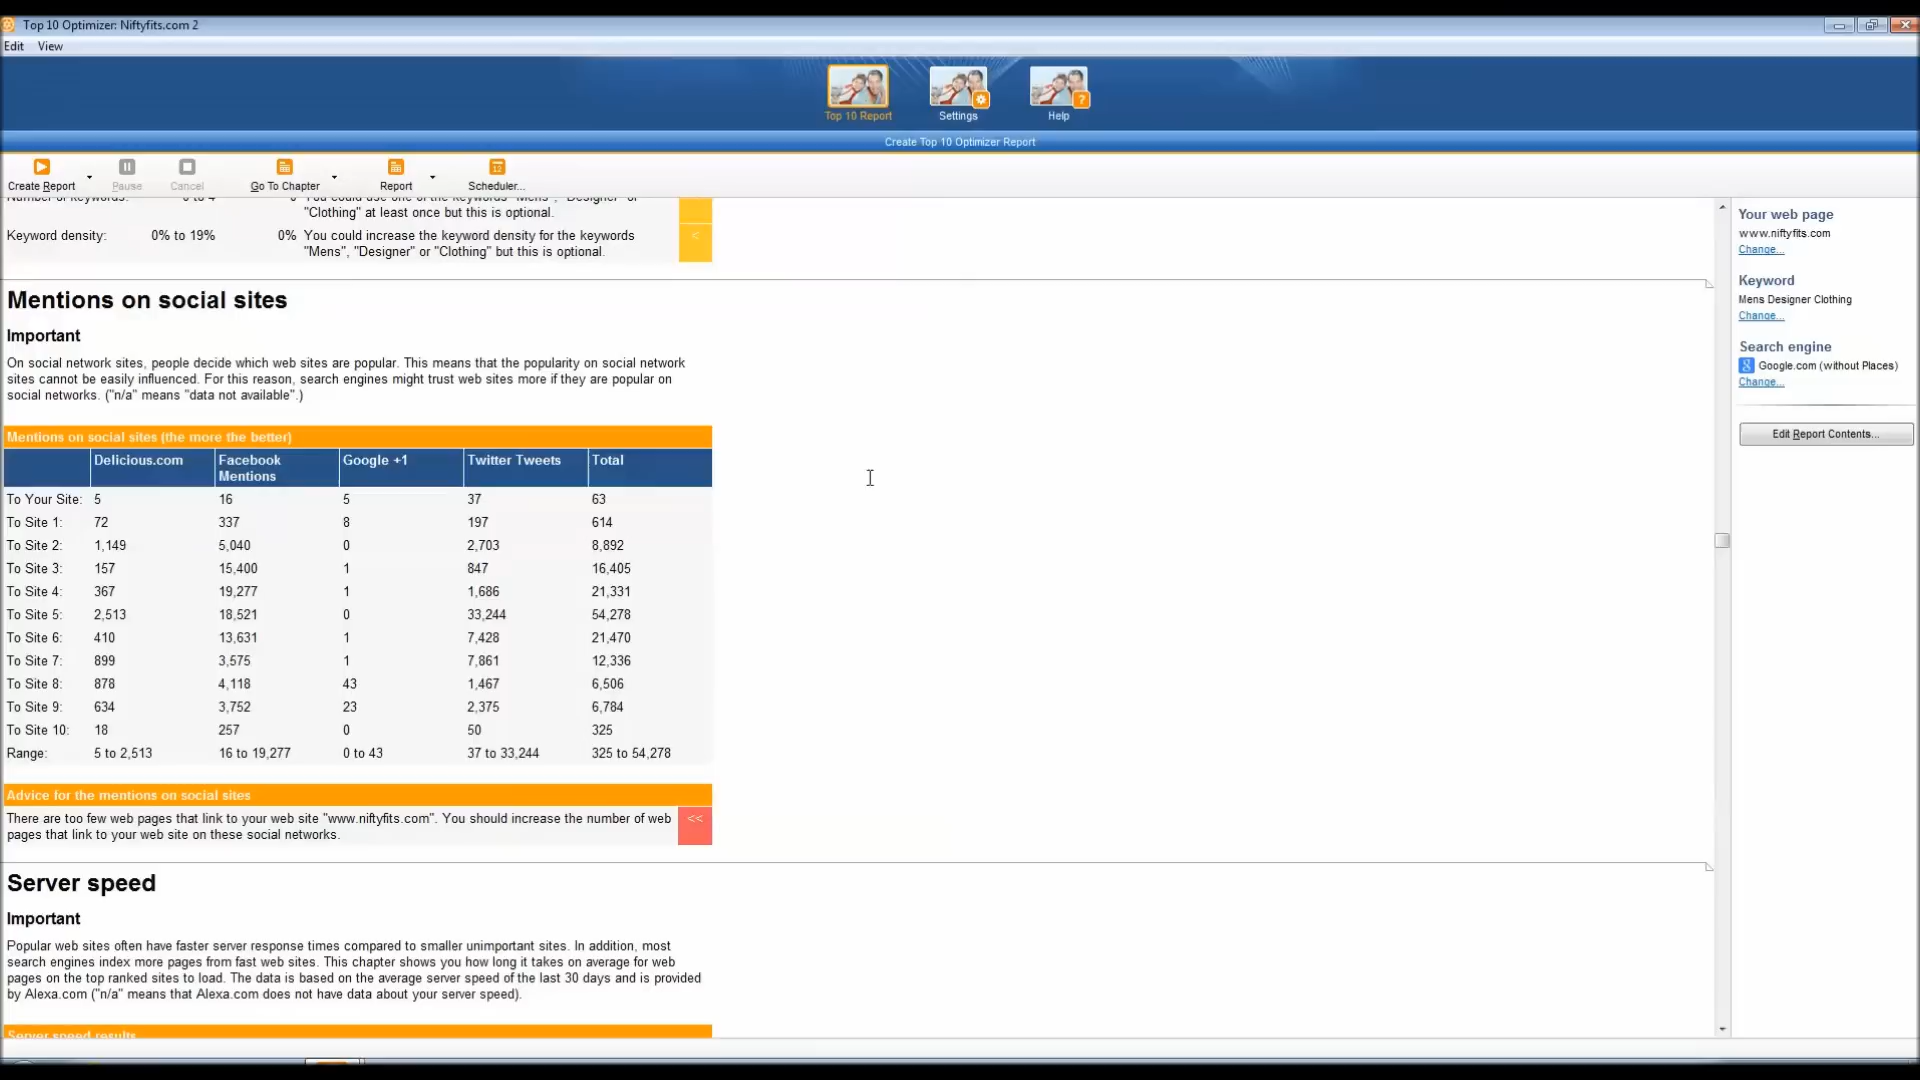 Top 10 Optimizer: Niftyfits.com 2
Edit View
Top 10 Report Settings Help
Create Top 10 Optimizer Report
Create Report Pause Cancel Go To Chapter Report Scheduler...
Number of keywords: 0 to 4 0 You could use one of the keywords "Mens", "Designer" or
"Clothing" at least once but this is optional.
Keyword density: 0% to 19% 0% You could increase the keyword density for the keywords <
"Mens", "Designer" or "Clothing" but this is optional.
Mentions on social sites
Important
On social network sites, people decide which web sites are popular. This means that the popularity on social network
sites cannot be easily influenced. For this reason, search engines might trust web sites more if they are popular on
social networks. ("n/a" means "data not available".)
Mentions on social sites (the more the better)
Delicious.com Facebook Mentions Google +1 Twitter Tweets Total
To Your Site: 5 16 5 37 63
To Site 1: 72 337 8 197 614
To Site 2: 1,149 5,040 0 2,703 8,892
To Site 3: 157 15,400 1 847 16,405
To Site 4: 367 19,277 1 1,686 21,331
To Site 5: 2,513 18,521 0 33,244 54,278
To Site 6: 410 13,631 1 7,428 21,470
To Site 7: 899 3,575 1 7,861 12,336
To Site 8: 878 4,118 43 1,467 6,506
To Site 9: 634 3,752 23 2,375 6,784
To Site 10: 18 257 0 50 325
Range: 5 to 2,513 16 to 19,277 0 to 43 37 to 33,244 325 to 54,278
Advice for the mentions on social sites
There are too few web pages that link to your web site "www.niftyfits.com". You should increase the number of web <<
pages that link to your web site on these social networks.
Server speed
Important
Popular web sites often have faster server response times compared to smaller unimportant sites. In addition, most
search engines index more pages from fast web sites. This chapter shows you how long it takes on average for web
pages on the top ranked sites to load. The data is based on the average server speed of the last 30 days and is provided
by Alexa.com ("n/a" means that Alexa.com does not have data about your server speed).
Server speed results
Your web page
www.niftyfits.com
Change...
Keyword
Mens Designer Clothing
Change...
Search engine
Google.com (without Places)
Change...
Edit Report Contents...